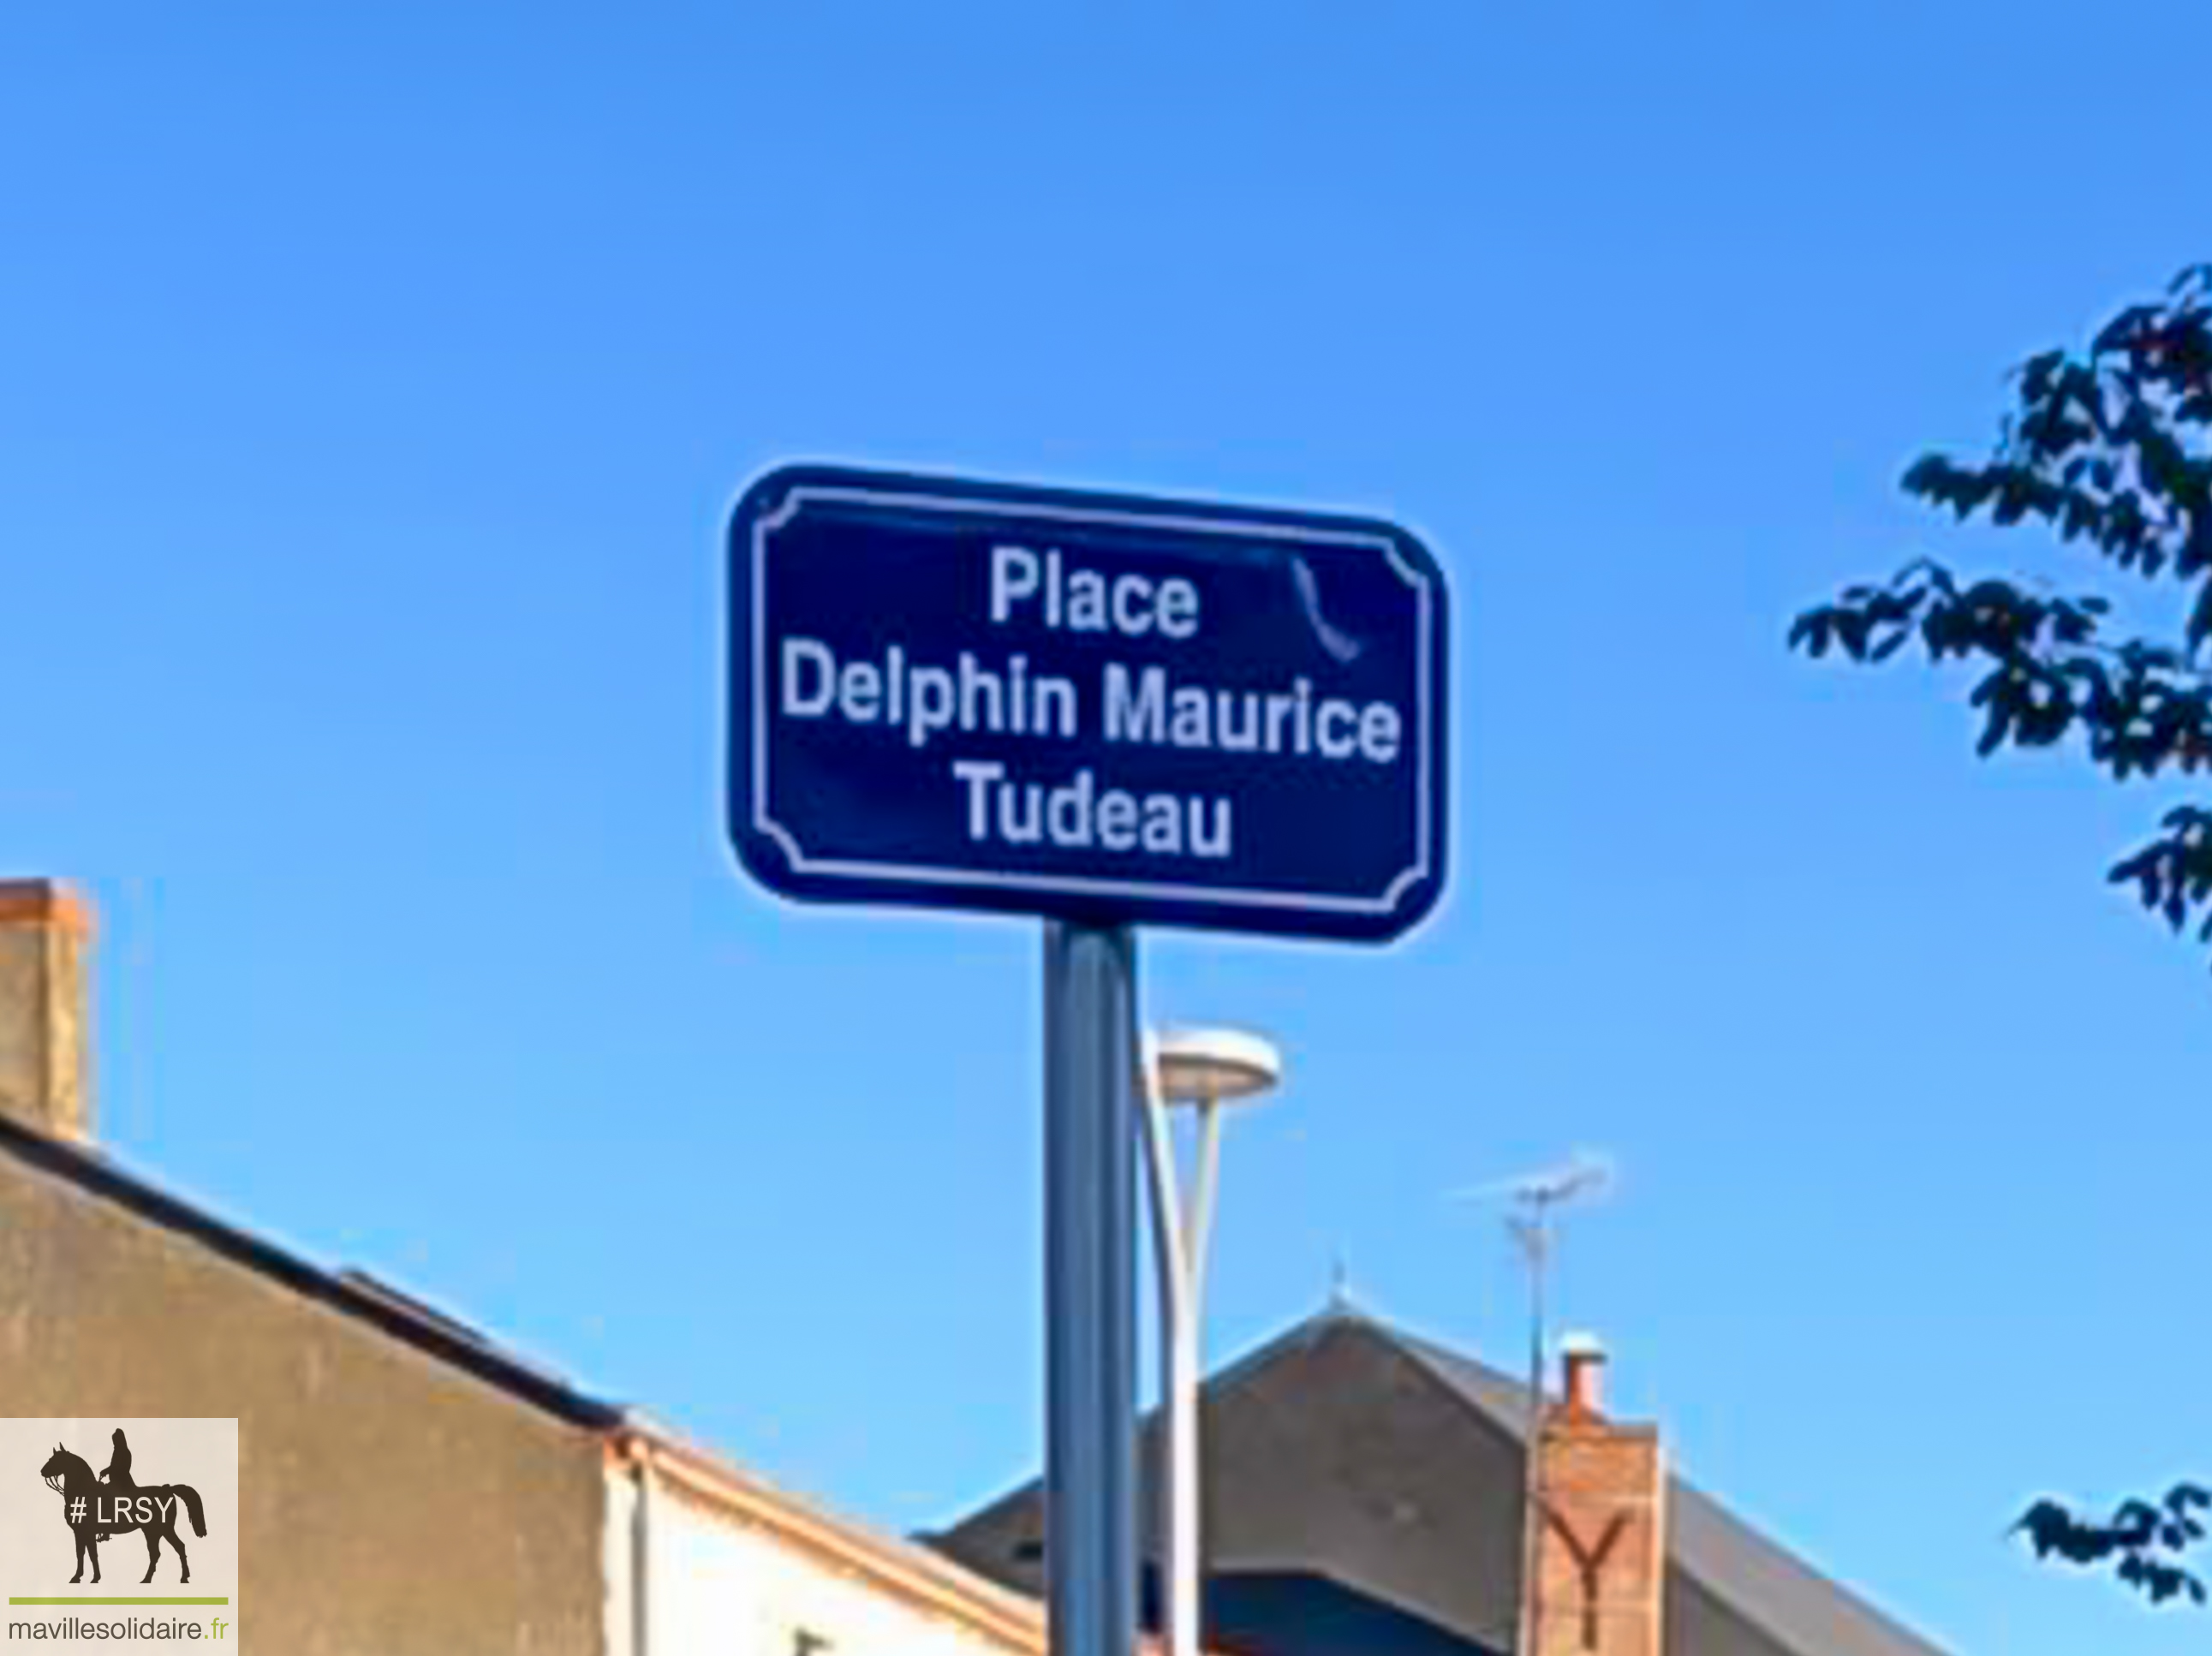 Place
Delphin Maurice
Tudeau
# LRSY
mavillesolidaire.fr